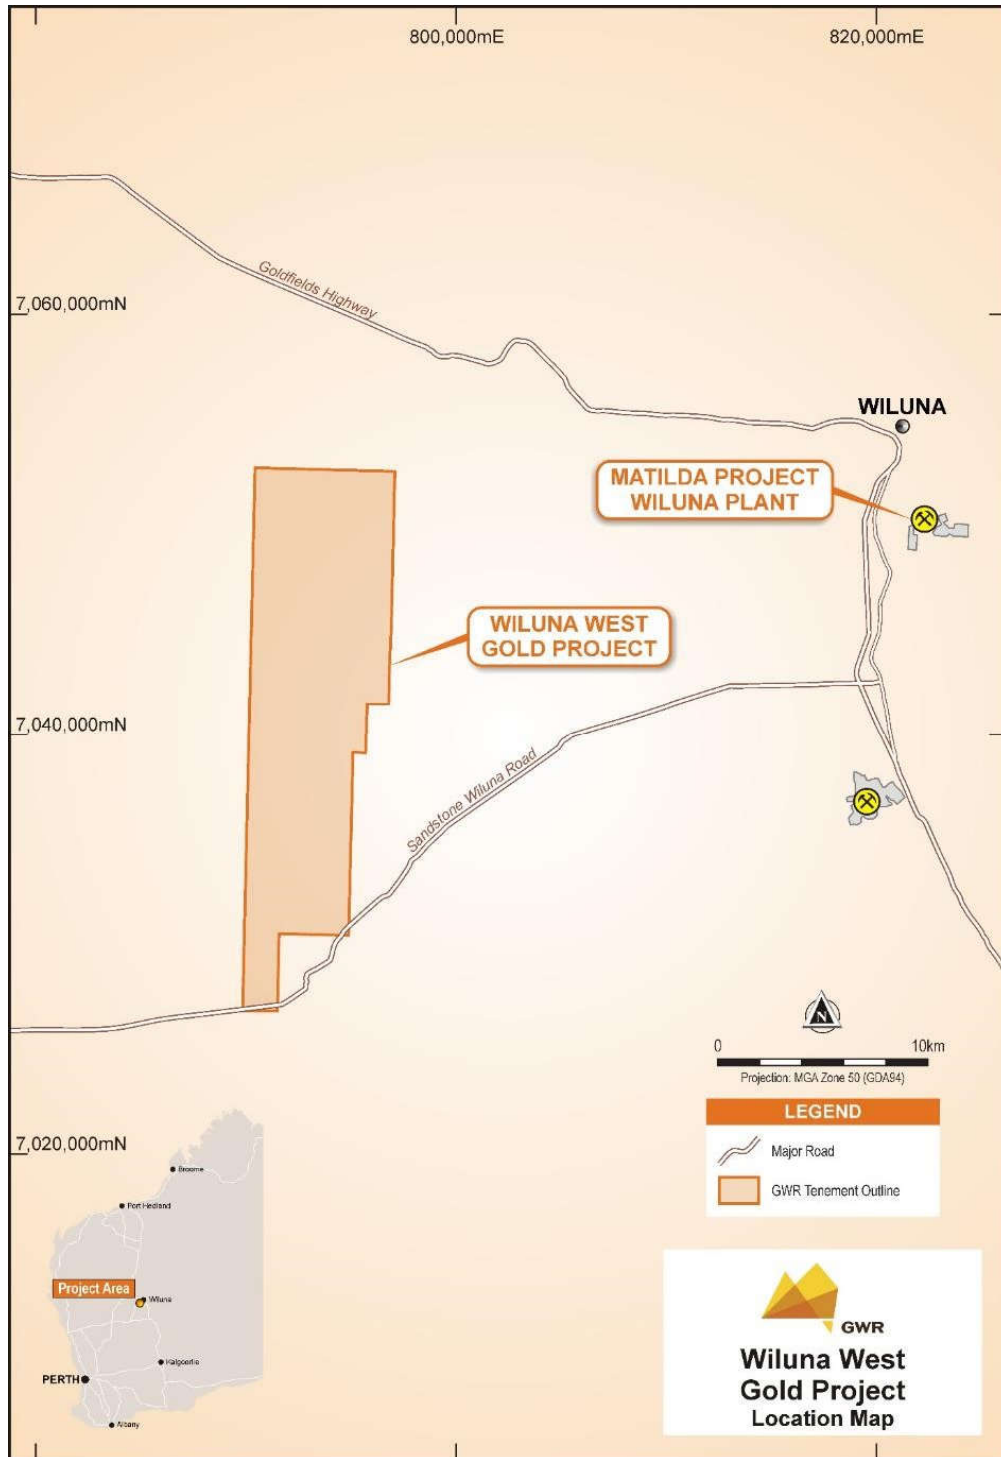 800,000mE
820,000mE
Goldfields Highway
7,060,000mN
WILUNA
MATILDA PROJECT
WILUNA PLANT
WILUNA WEST
GOLD PROJECT
7,040,000mN
Sandstone Wiluna Road
N
0
10km
Projection: MGA Zone 50 (GDA94)
LEGEND
Major Road
GWR Tenement Outline
7,020,000mN
Broome
Port Hedland
Project Area
Wiluna
Kalgoorlie
PERTH
Albany
GWR
Wiluna West
Gold Project
Location Map